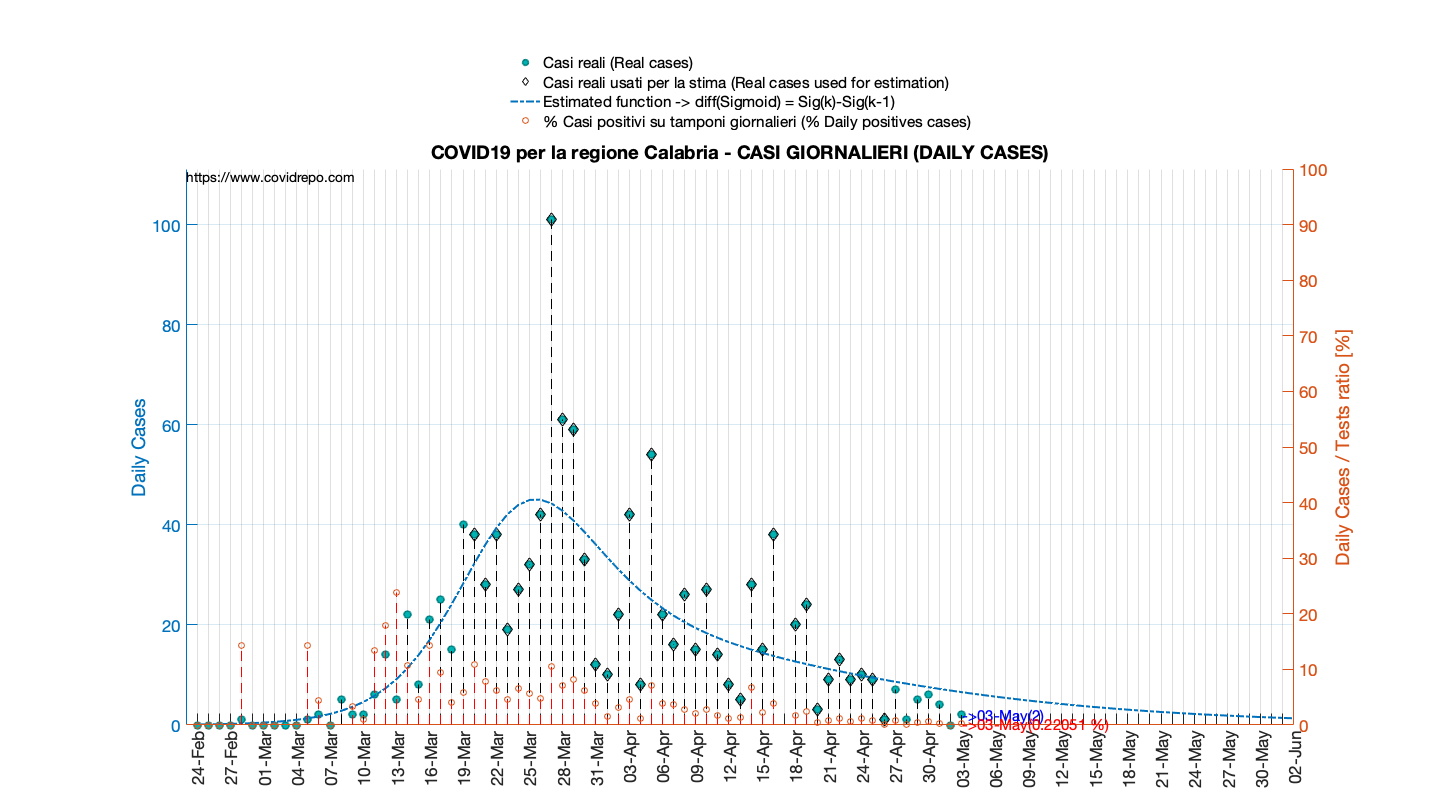 Casi reali (Real cases)
Casi reali usati per la stima (Real cases used for estimation)
Estimated function -> diff(Sigmoid) = Sig(k)-Sig(k-1)
% Casi positivi su tamponi giornalieri (% Daily positives cases)
COVID19 per la regione Calabria - CASI GIORNALIERI (DAILY CASES)
https://www.covidrepo.com
Daily Cases
100
80
60
40
20
0
100
90
80
70
60
50
40
30
20
10
0
Daily Cases / Tests ratio [%]
->03-May(2)
->03-May(0.22051 %)
24-Feb
27-Feb
01-Mar
04-Mar
07-Mar
10-Mar
13-Mar
16-Mar
19-Mar
22-Mar
25-Mar
28-Mar
31-Mar
03-Apr
06-Apr
09-Apr
12-Apr
15-Apr
18-Apr
21-Apr
24-Apr
27-Apr
30-Apr
03-May
06-May
09-May
12-May
15-May
18-May
21-May
24-May
27-May
30-May
02-Jun